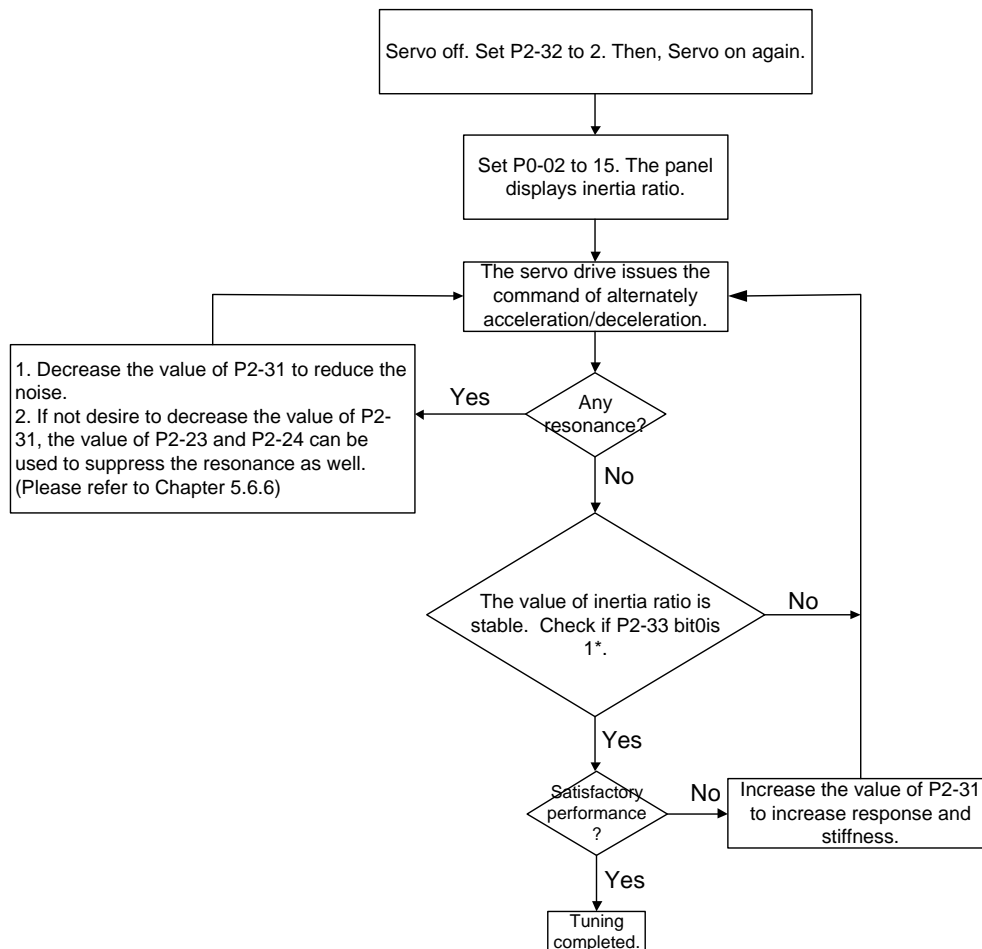 Servo off. Set P2-32 to 2. Then, Servo on again.
Set P0-02 to 15. The panel
displays inertia ratio.
The servo drive issues the
command of alternately
acceleration/deceleration.
1. Decrease the value of P2-31 to reduce the
noise.
2. If not desire to decrease the value of P2-
31, the value of P2-23 and P2-24 can be
used to suppress the resonance as well.
(Please refer to Chapter 5.6.6)
Yes
Any
resonance?
No
The value of inertia ratio is
stable. Check if P2-33 bit0is
1*.
No
Yes
Satisfactory
performance
?
No
Increase the value of P2-31
to increase response and
stiffness.
Yes
Tuning
completed.